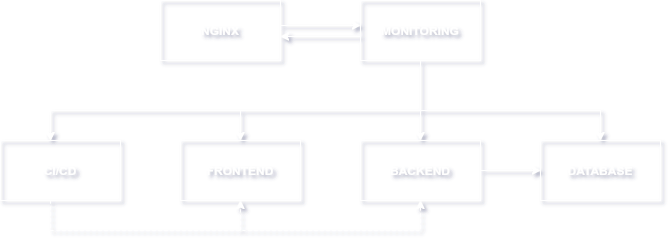 NGINX
MONITORING
CI/CD
FRONTEND
BACKEND
DATABASE